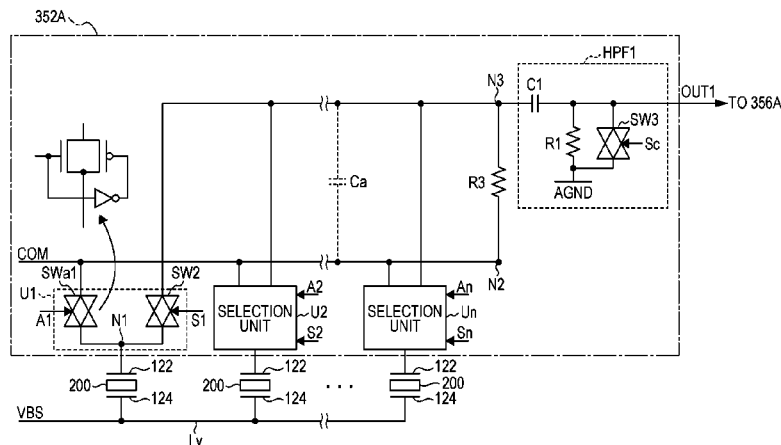 352A
HPF1
N3
C1
OUT1
TO 356A
SW3
R1
Sc
R3
Ca
AGND
COM
N2
SWa1
SW2
U1
A1
N1
S1
SELECTION UNIT
A2
U2
S2
SELECTION UNIT
An
Un
Sn
122
200
124
122
200
124
. . .
122
200
124
VBS
Lv